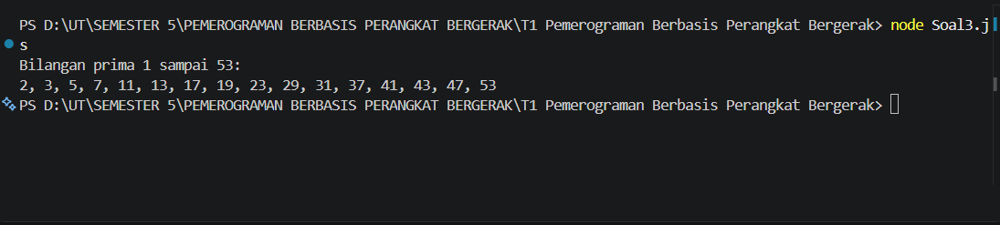 PS D:\UT\SEMESTER 5\PEMEROGRAMAN BERBASIS PERANGKAT BERGERAK\T1 Pemerograman Berbasis Perangkat Bergerak> node Soal3.j
s
Bilangan prima 1 sampai 53:
2, 3, 5, 7, 11, 13, 17, 19, 23, 29, 31, 37, 41, 43, 47, 53
PS D:\UT\SEMESTER 5\PEMEROGRAMAN BERBASIS PERANGKAT BERGERAK\T1 Pemerograman Berbasis Perangkat Bergerak>